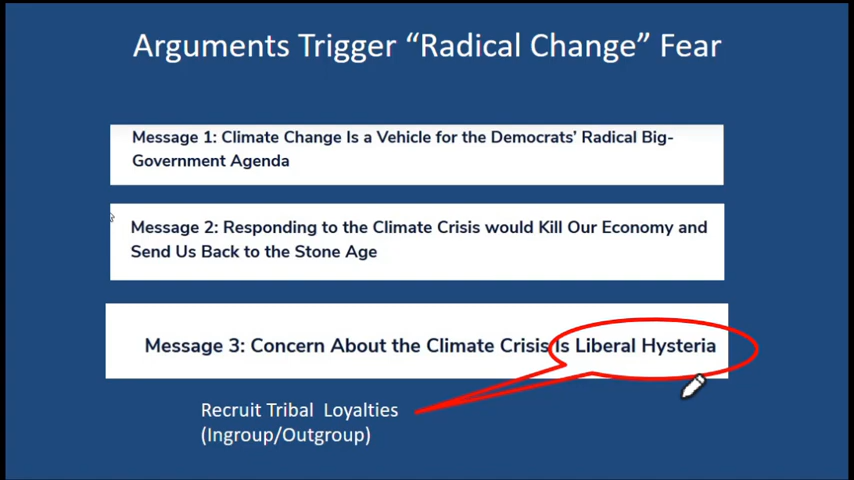 Arguments Trigger “Radical Change” Fear
Message 1: Climate Change Is a Vehicle for the Democrats’ Radical Big-
Government Agenda
Message 2: Responding to the Climate Crisis would Kill Our Economy and
Send Us Back to the Stone Age
Message 3: Concern About the Climate Crisis Is Liberal Hysteria
Recruit Tribal Loyalties
(Ingroup/Outgroup)